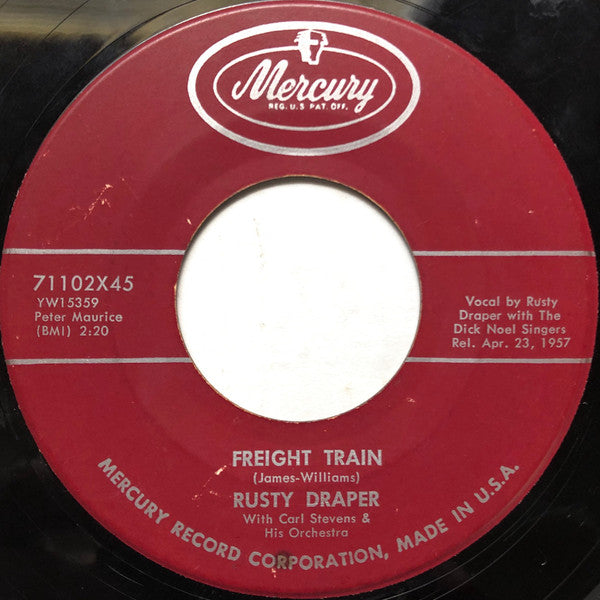 Mercury
REG. U.S. PAT. OFF.
71102X45
YW15359
Peter Maurice
(BMI) 2:20
Vocal by Rusty
Draper with The
Dick Noel Singers
Rel. Apr. 23, 1957
FREIGHT TRAIN
(James-Williams)
RUSTY DRAPER
With Carl Stevens &
His Orchestra
MERCURY RECORD CORPORATION, MADE IN U.S.A.